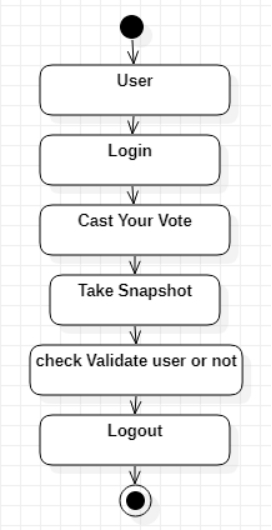 User
Login
Cast Your Vote
Take Snapshot
check Validate user or not
Logout